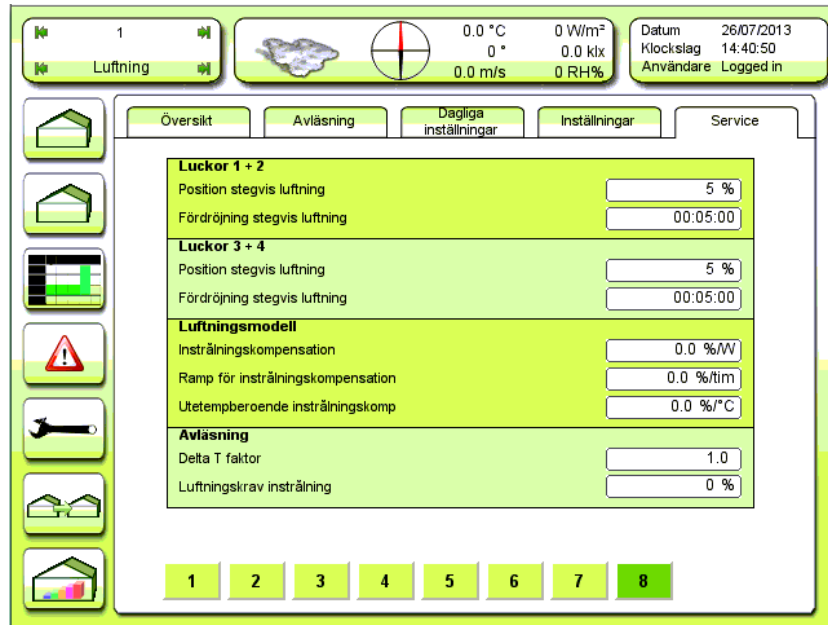 1
Luftning
0.0 °C 0 W/m²
0 ° 0.0 klx
0.0 m/s 0 RH%
Datum 26/07/2013
Klockslag 14:40:50
Användare Logged in
Översikt
Avläsning
Dagliga
inställningar
Inställningar
Service
Luckor 1 + 2
Position stegvis luftning 5 %
Fördröjning stegvis luftning 00:05:00
Luckor 3 + 4
Position stegvis luftning 5 %
Fördröjning stegvis luftning 00:05:00
Luftningsmodell
Instrålningskompensation 0.0 %/W
Ramp för instrålningskompensation 0.0 %/tim
Utetempberoende instrålningskomp 0.0 %/°C
Avläsning
Delta T faktor 1.0
Luftningskrav instrålning 0 %
1 2 3 4 5 6 7 8